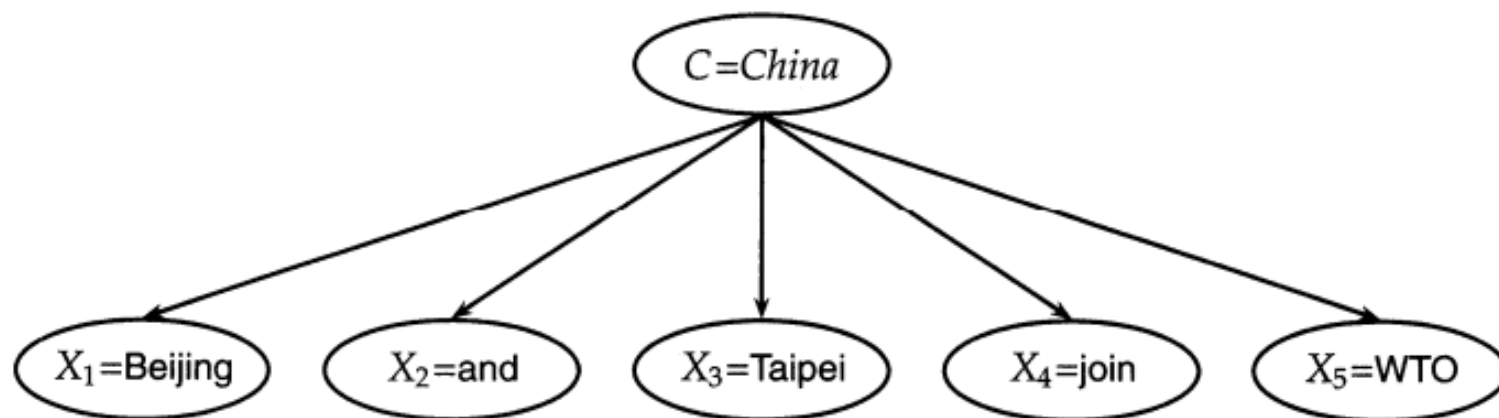 C=China
X₁=Beijing X₂=and X₃=Taipei X₄=join X₅=WTO